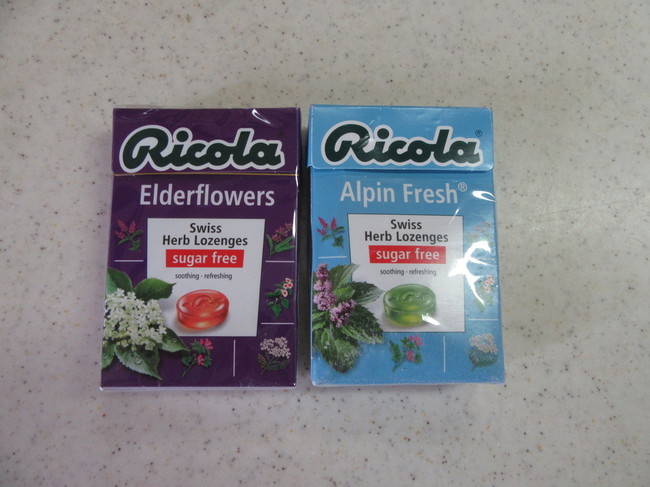 Ricola
Elderflowers
Swiss
Herb Lozenges
sugar free
soothing - refreshing
Ricola®
Alpin Fresh®
Swiss
Herb Lozenges
sugar free
soothing - refreshing